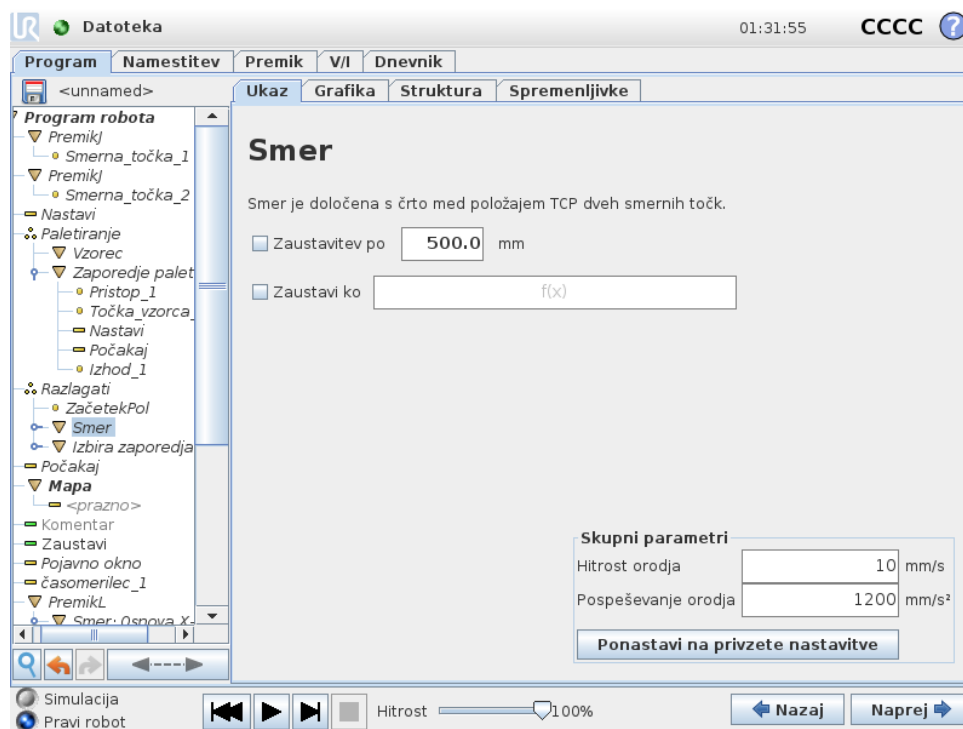 UR Datoteka 01:31:55 CCCC ?
Program Namestitev Premik V/I Dnevnik
<unnamed>
Ukaz Grafika Struktura Spremenljivke
Program robota
PremikJ
Smerna_točka_1
PremikJ
Smerna_točka_2
Nastavi
Paletiranje
Vzorec
Zaporedje palet
Pristop_1
Točka_vzorca_
Nastavi
Počakaj
Izhod_1
Razlagati
ZačetekPol
Smer
Izbira zaporedja
Počakaj
Mapa
<prazno>
Komentar
Zaustavi
Pojavno okno
časomerilec_1
PremikL
Smer: Osnova X-
Smer
Smer je določena s črto med položajem TCP dveh smernih točk.
Zaustavitev po 500.0 mm
Zaustavi ko f(x)
Skupni parametri
Hitrost orodja 10 mm/s
Pospeševanje orodja 1200 mm/s²
Ponastavi na privzete nastavitve
Simulacija
Pravi robot
Hitrost 100%
Nazaj
Naprej